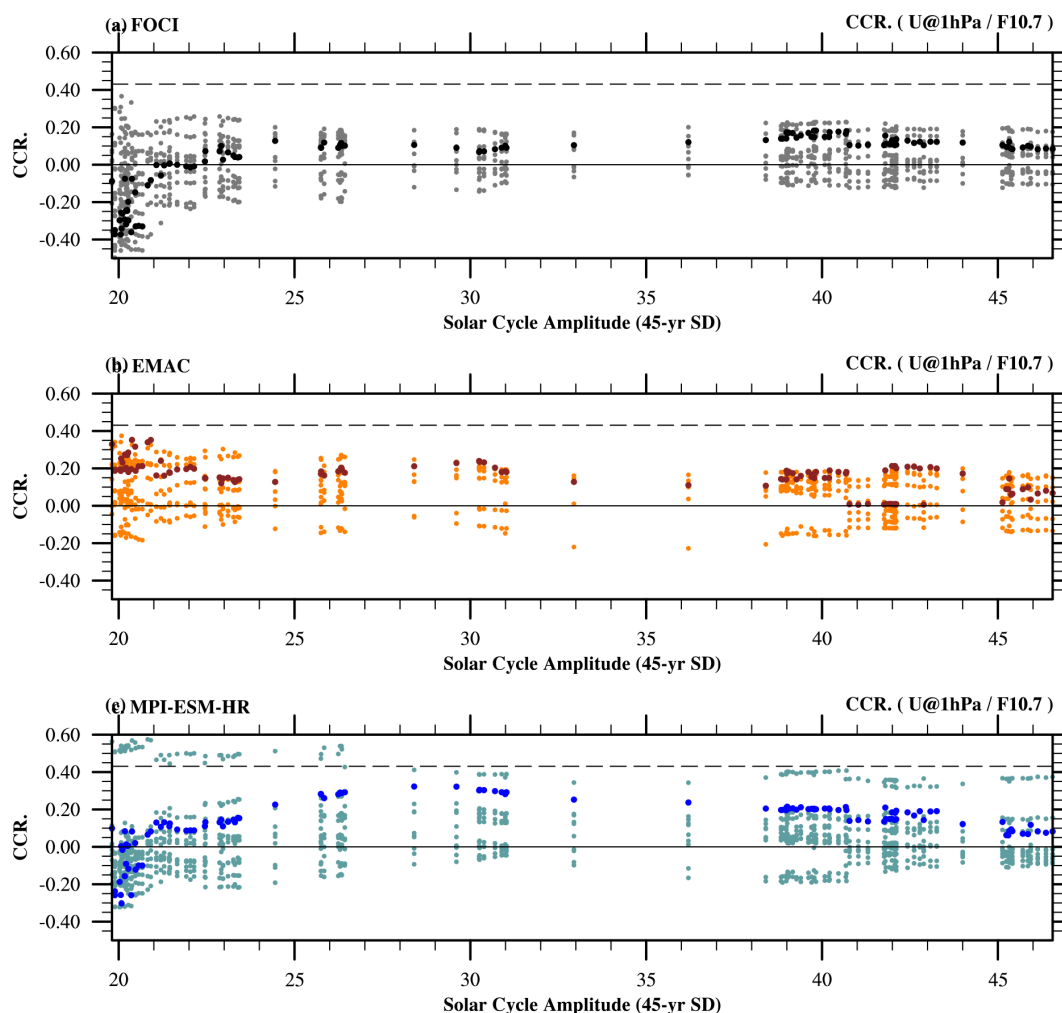 (a) FOCI CCR. ( U@1hPa / F10.7 )
0.60
0.40
0.20
0.00
-0.20
-0.40
CCR.
20 25 30 35 40 45
Solar Cycle Amplitude (45-yr SD)
(b) EMAC CCR. ( U@1hPa / F10.7 )
0.60
0.40
0.20
0.00
-0.20
-0.40
CCR.
20 25 30 35 40 45
Solar Cycle Amplitude (45-yr SD)
(c) MPI-ESM-HR CCR. ( U@1hPa / F10.7 )
0.60
0.40
0.20
0.00
-0.20
-0.40
CCR.
20 25 30 35 40 45
Solar Cycle Amplitude (45-yr SD)